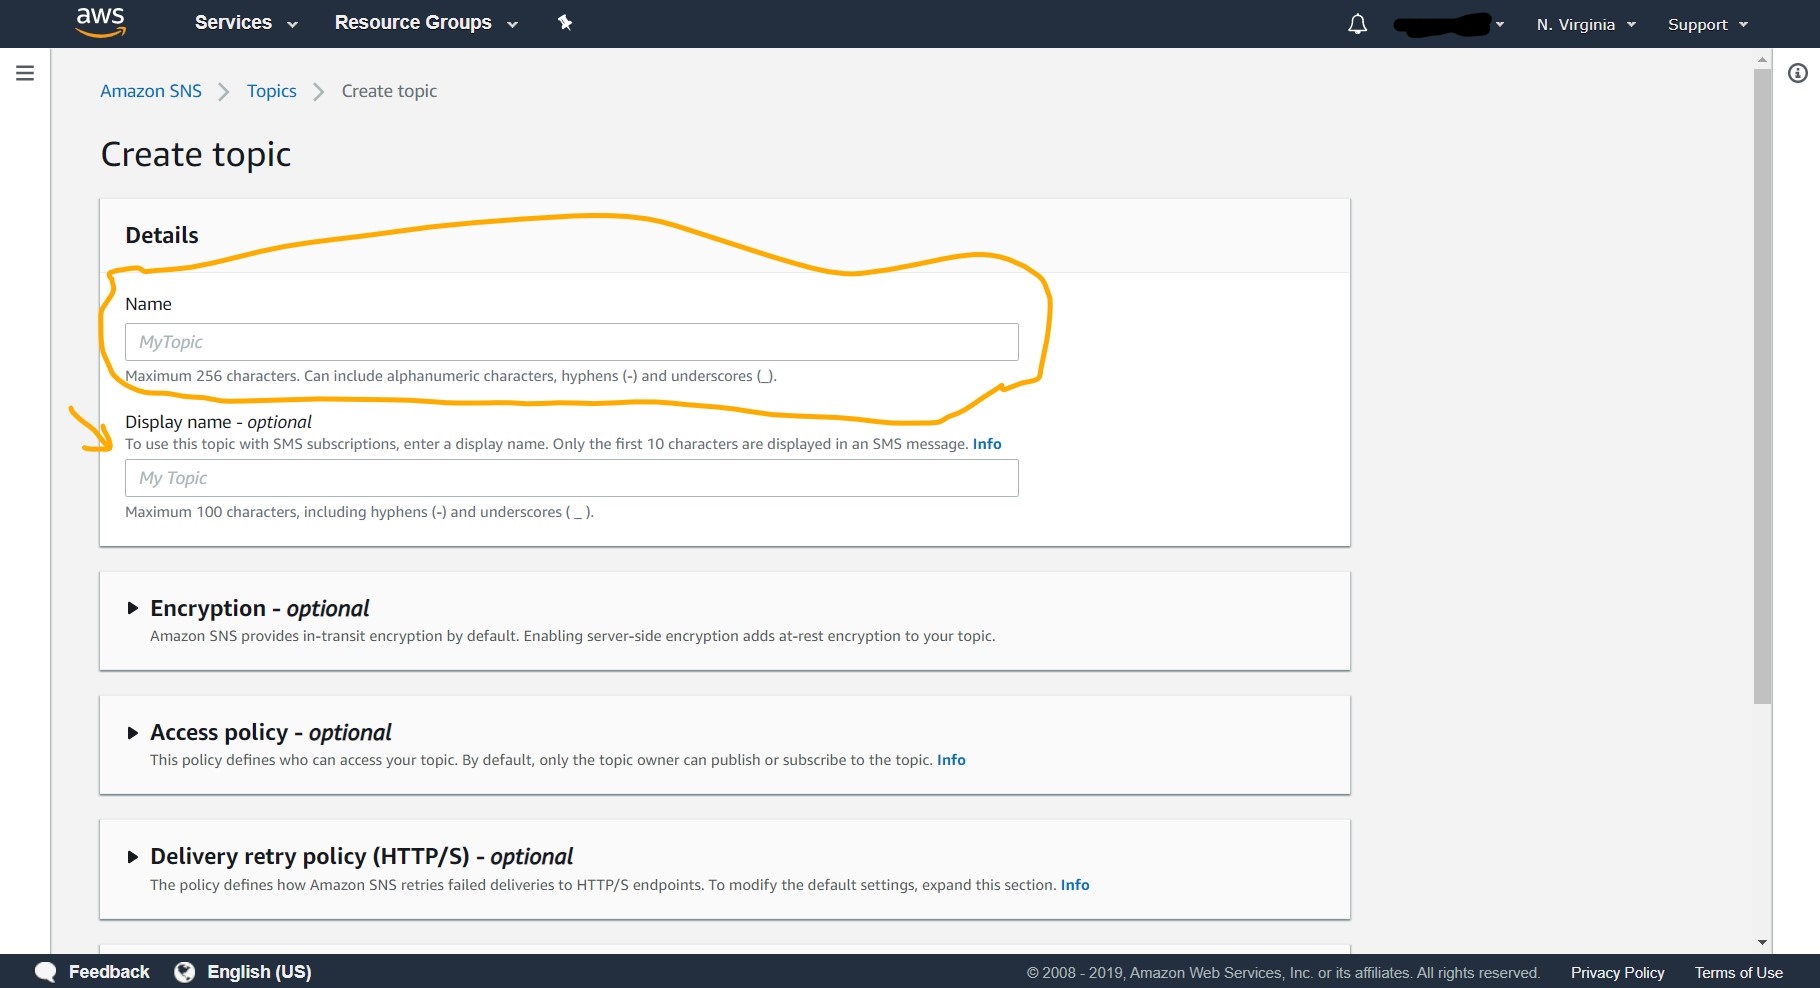 aws Services Resource Groups N. Virginia Support
Amazon SNS Topics Create topic
Create topic
Details
Name
MyTopic
Maximum 256 characters. Can include alphanumeric characters, hyphens (-) and underscores (_).
Display name - optional
To use this topic with SMS subscriptions, enter a display name. Only the first 10 characters are displayed in an SMS message. Info
My Topic
Maximum 100 characters, including hyphens (-) and underscores ( _ ).
Encryption - optional
Amazon SNS provides in-transit encryption by default. Enabling server-side encryption adds at-rest encryption to your topic.
Access policy - optional
This policy defines who can access your topic. By default, only the topic owner can publish or subscribe to the topic. Info
Delivery retry policy (HTTP/S) - optional
The policy defines how Amazon SNS retries failed deliveries to HTTP/S endpoints. To modify the default settings, expand this section. Info
Feedback English (US) © 2008 - 2019, Amazon Web Services, Inc. or its affiliates. All rights reserved. Privacy Policy Terms of Use